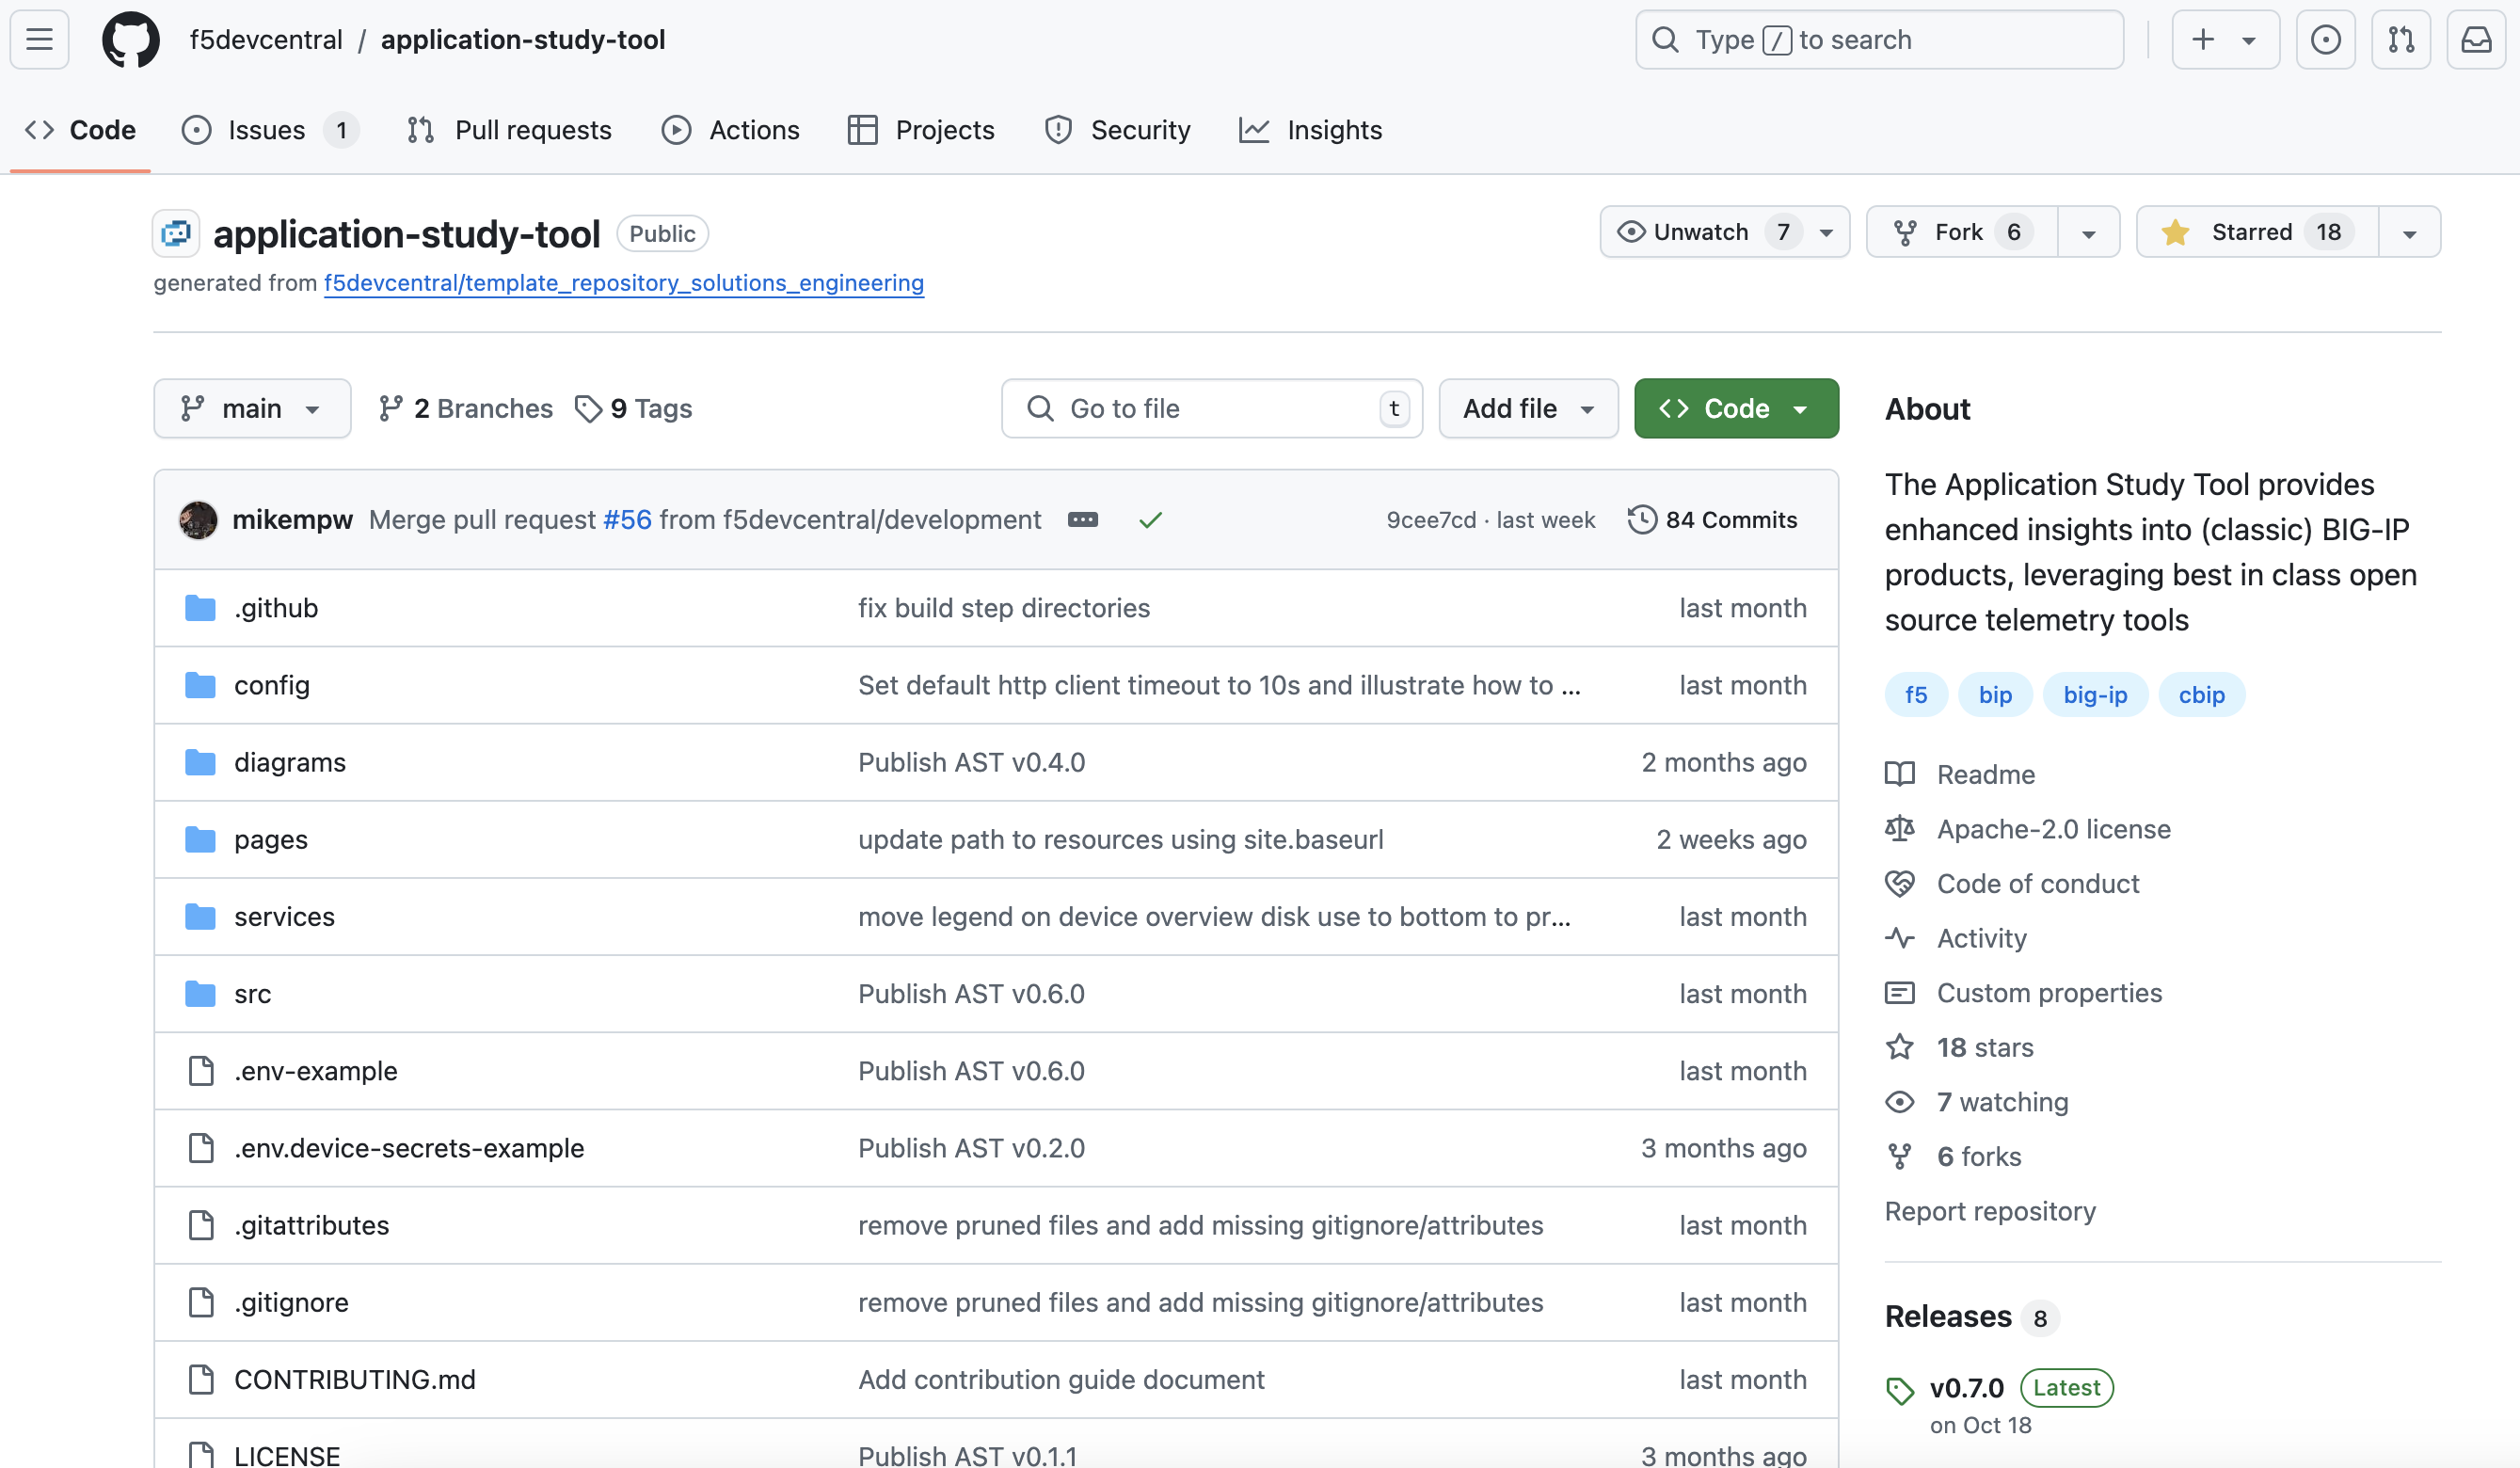 f5devcentral / application-study-tool
Type / to search
Code
Issues 1
Pull requests
Actions
Projects
Security
Insights
application-study-tool Public
Unwatch 7
Fork 6
Starred 18
generated from f5devcentral/template_repository_solutions_engineering
main
2 Branches
9 Tags
Go to file t
Add file
Code
mikempw Merge pull request #56 from f5devcentral/development 9cee7cd · last week 84 Commits
.github fix build step directories last month
config Set default http client timeout to 10s and illustrate how to ... last month
diagrams Publish AST v0.4.0 2 months ago
pages update path to resources using site.baseurl 2 weeks ago
services move legend on device overview disk use to bottom to pr... last month
src Publish AST v0.6.0 last month
.env-example Publish AST v0.6.0 last month
.env.device-secrets-example Publish AST v0.2.0 3 months ago
.gitattributes remove pruned files and add missing gitignore/attributes last month
.gitignore remove pruned files and add missing gitignore/attributes last month
CONTRIBUTING.md Add contribution guide document last month
LICENSE Publish AST v0.1.1 3 months ago
About
The Application Study Tool provides
enhanced insights into (classic) BIG-IP
products, leveraging best in class open
source telemetry tools
f5 bip big-ip cbip
Readme
Apache-2.0 license
Code of conduct
Activity
Custom properties
18 stars
7 watching
6 forks
Report repository
Releases 8
v0.7.0 Latest
on Oct 18